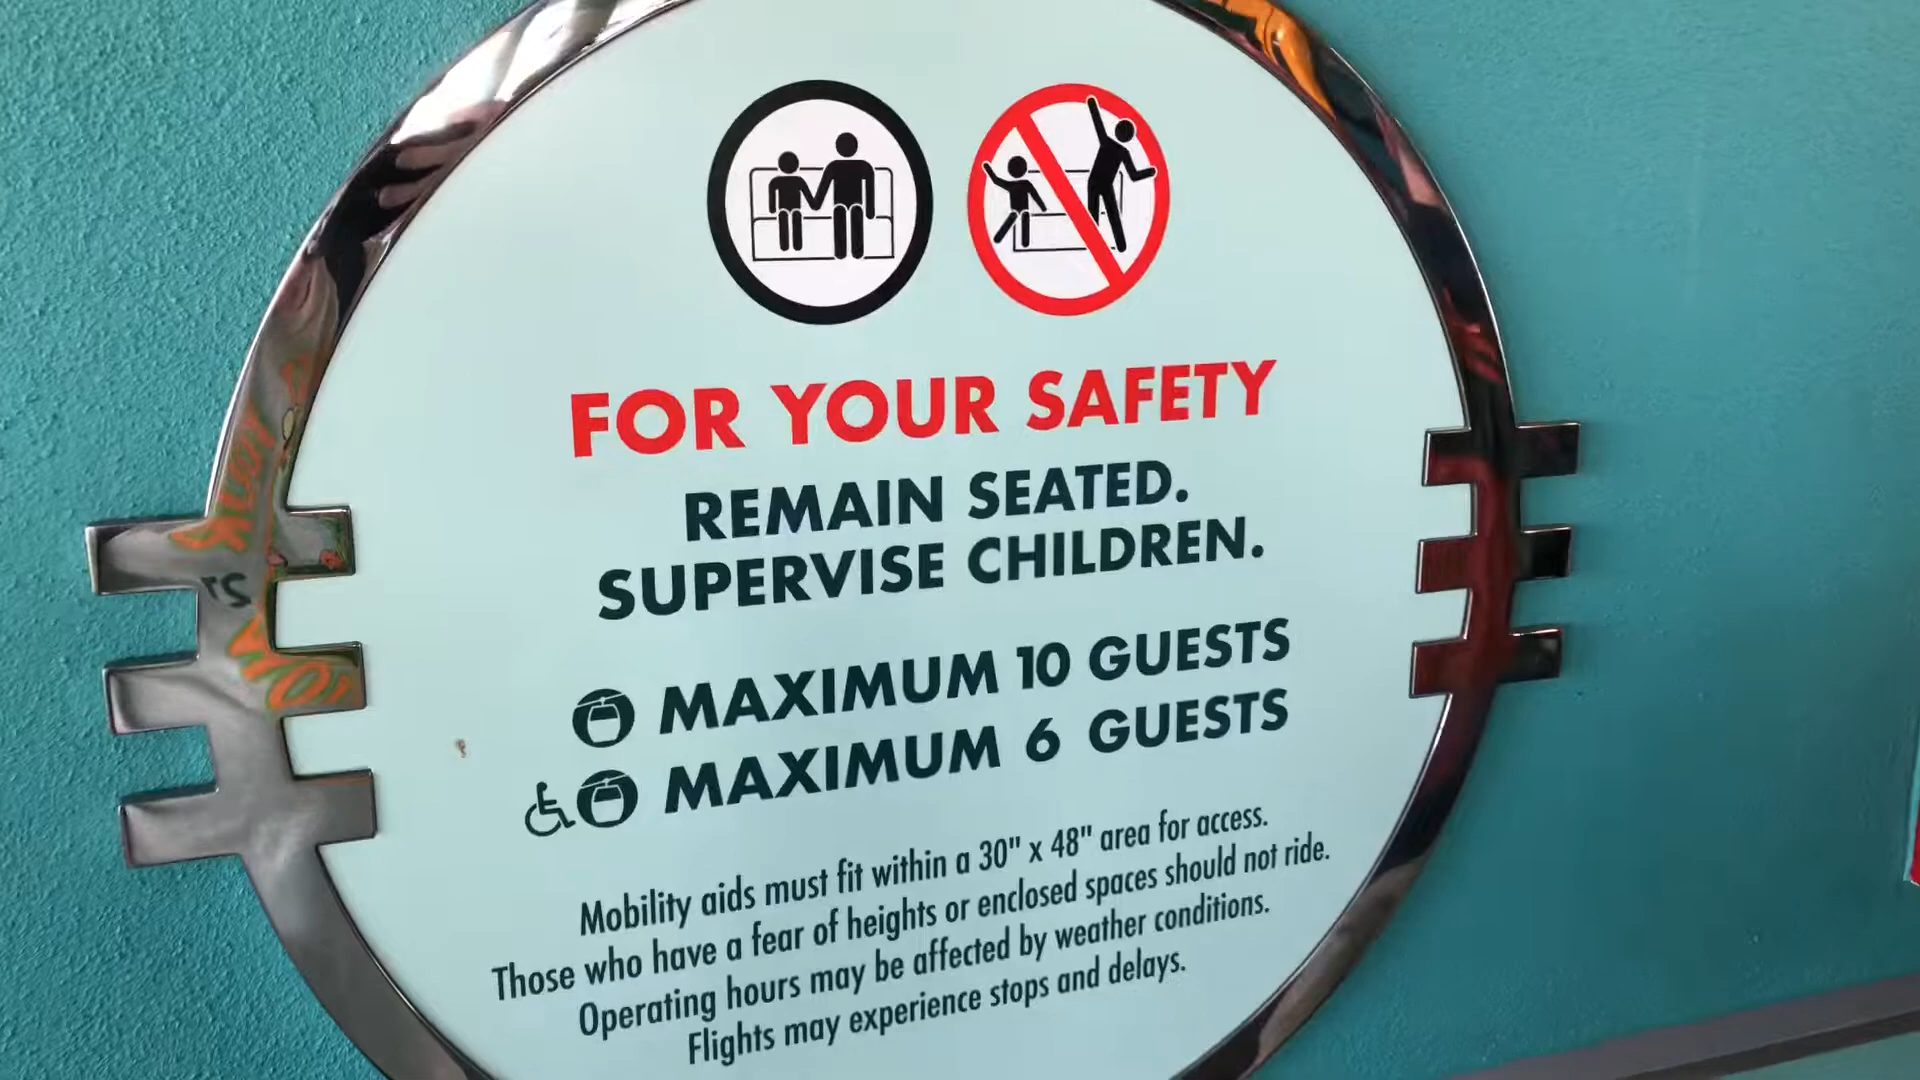 FOR YOUR SAFETY
REMAIN SEATED.
SUPERVISE CHILDREN.
MAXIMUM 10 GUESTS
MAXIMUM 6 GUESTS
Mobility aids must fit within a 30" x 48" area for access.
Those who have a fear of heights or enclosed spaces should not ride.
Operating hours may be affected by weather conditions.
Flights may experience stops and delays.